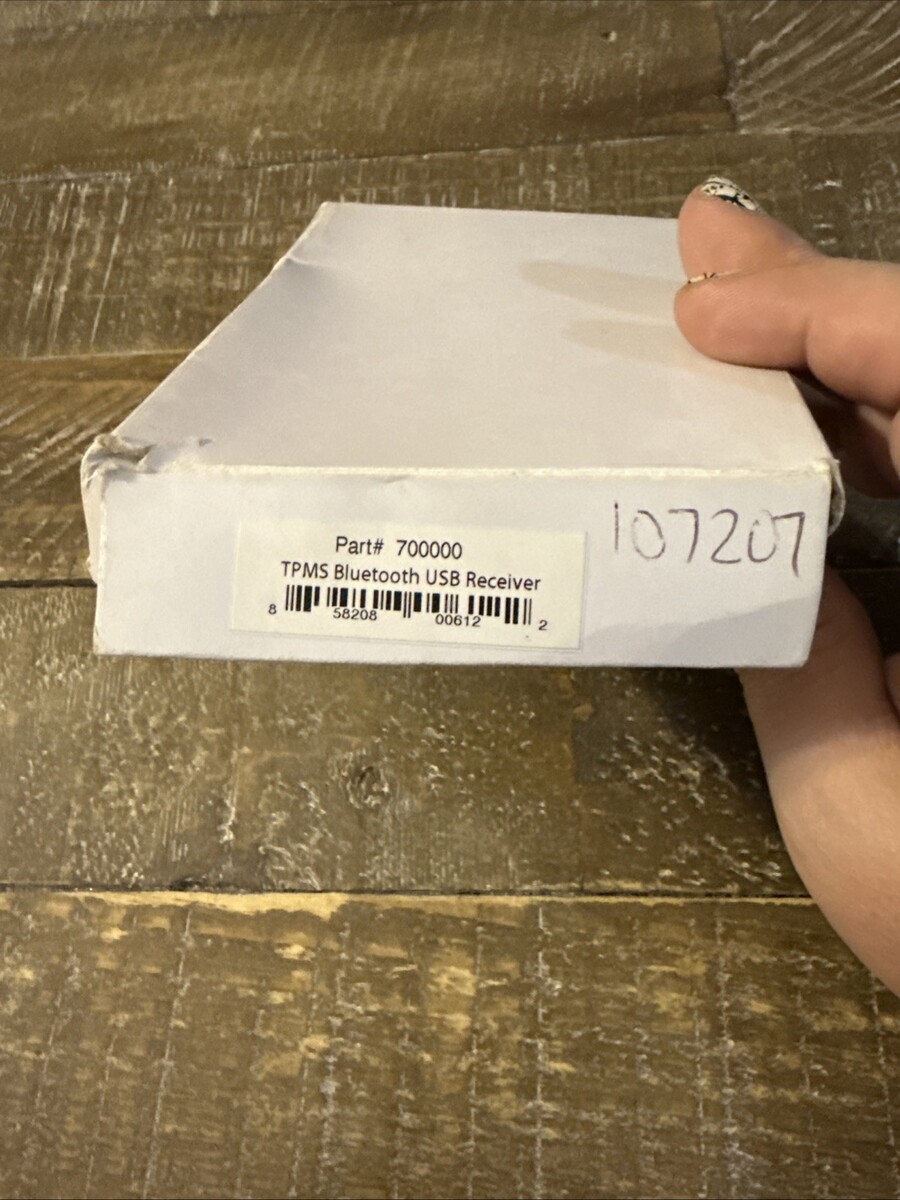 107207
Part# 700000
TPMS Bluetooth USB Receiver
8 58208 00612 2